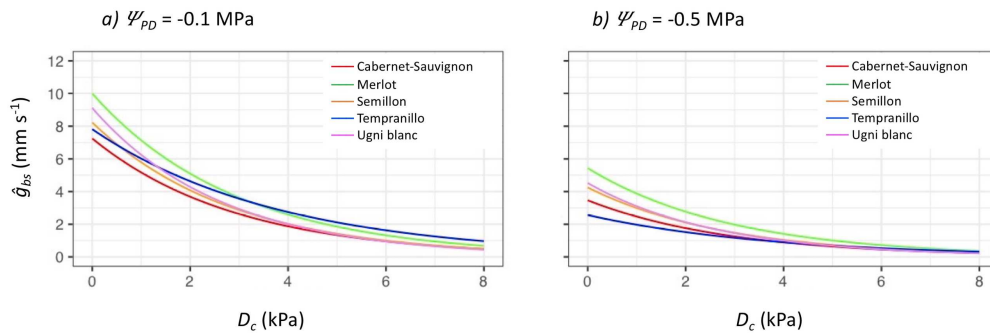 a) Ψ_PD = -0.1 MPa
12
10
8
6
4
2
0
ĝ_bs (mm s⁻¹)
Cabernet-Sauvignon
Merlot
Semillon
Tempranillo
Ugni blanc
0 2 4 6 8
D_c (kPa)
b) Ψ_PD = -0.5 MPa
Cabernet-Sauvignon
Merlot
Semillon
Tempranillo
Ugni blanc
0 2 4 6 8
D_c (kPa)